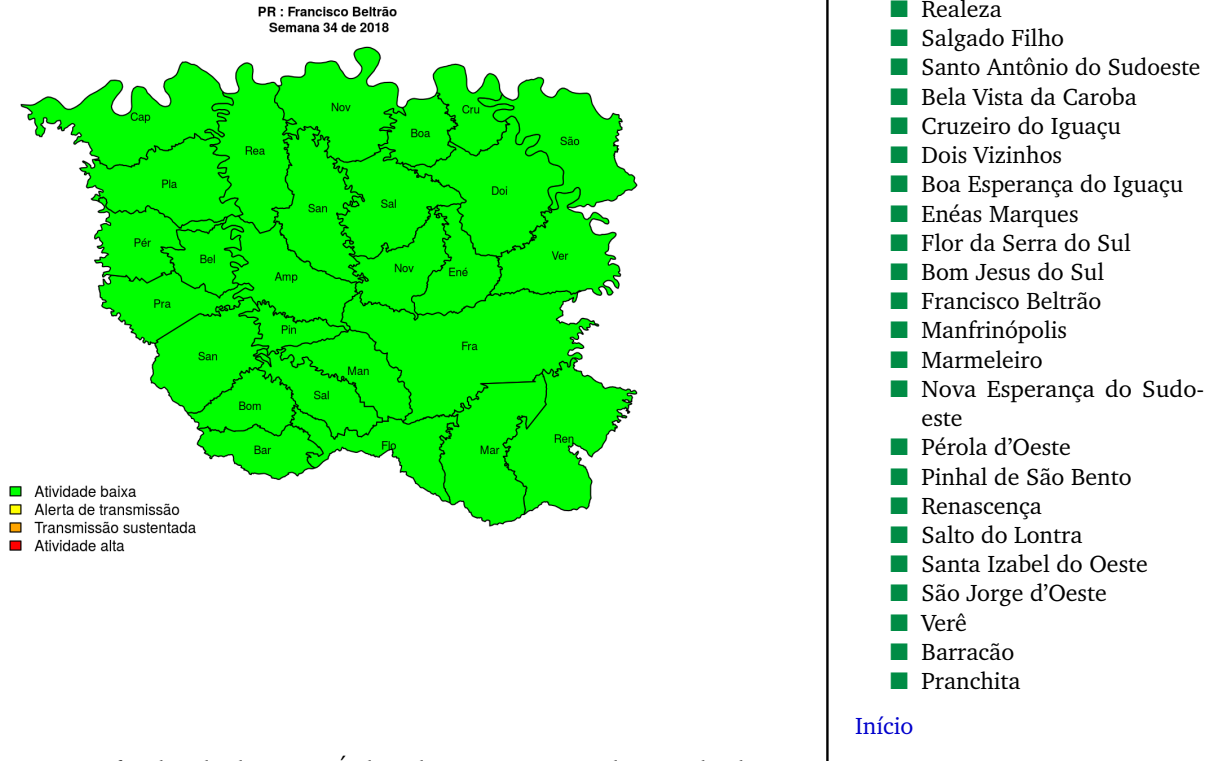 PR : Francisco Beltrão
Semana 34 de 2018
Nov
Cap
Cru
Boa
São
Rea
Pla
Doi
San
Sal
Pér
Bel
Ver
Nov
Ené
Amp
Pra
Pin
Fra
San
Man
Sal
Bom
Ren
Flo
Bar
Mar
Atividade baixa
Alerta de transmissão
Transmissão sustentada
Atividade alta
Realeza
Salgado Filho
Santo Antônio do Sudoeste
Bela Vista da Caroba
Cruzeiro do Iguaçu
Dois Vizinhos
Boa Esperança do Iguaçu
Enéas Marques
Flor da Serra do Sul
Bom Jesus do Sul
Francisco Beltrão
Manfrinópolis
Marmeleiro
Nova Esperança do Sudo-
este
Pérola d'Oeste
Pinhal de São Bento
Renascença
Salto do Lontra
Santa Izabel do Oeste
São Jorge d'Oeste
Verê
Barracão
Pranchita
Início